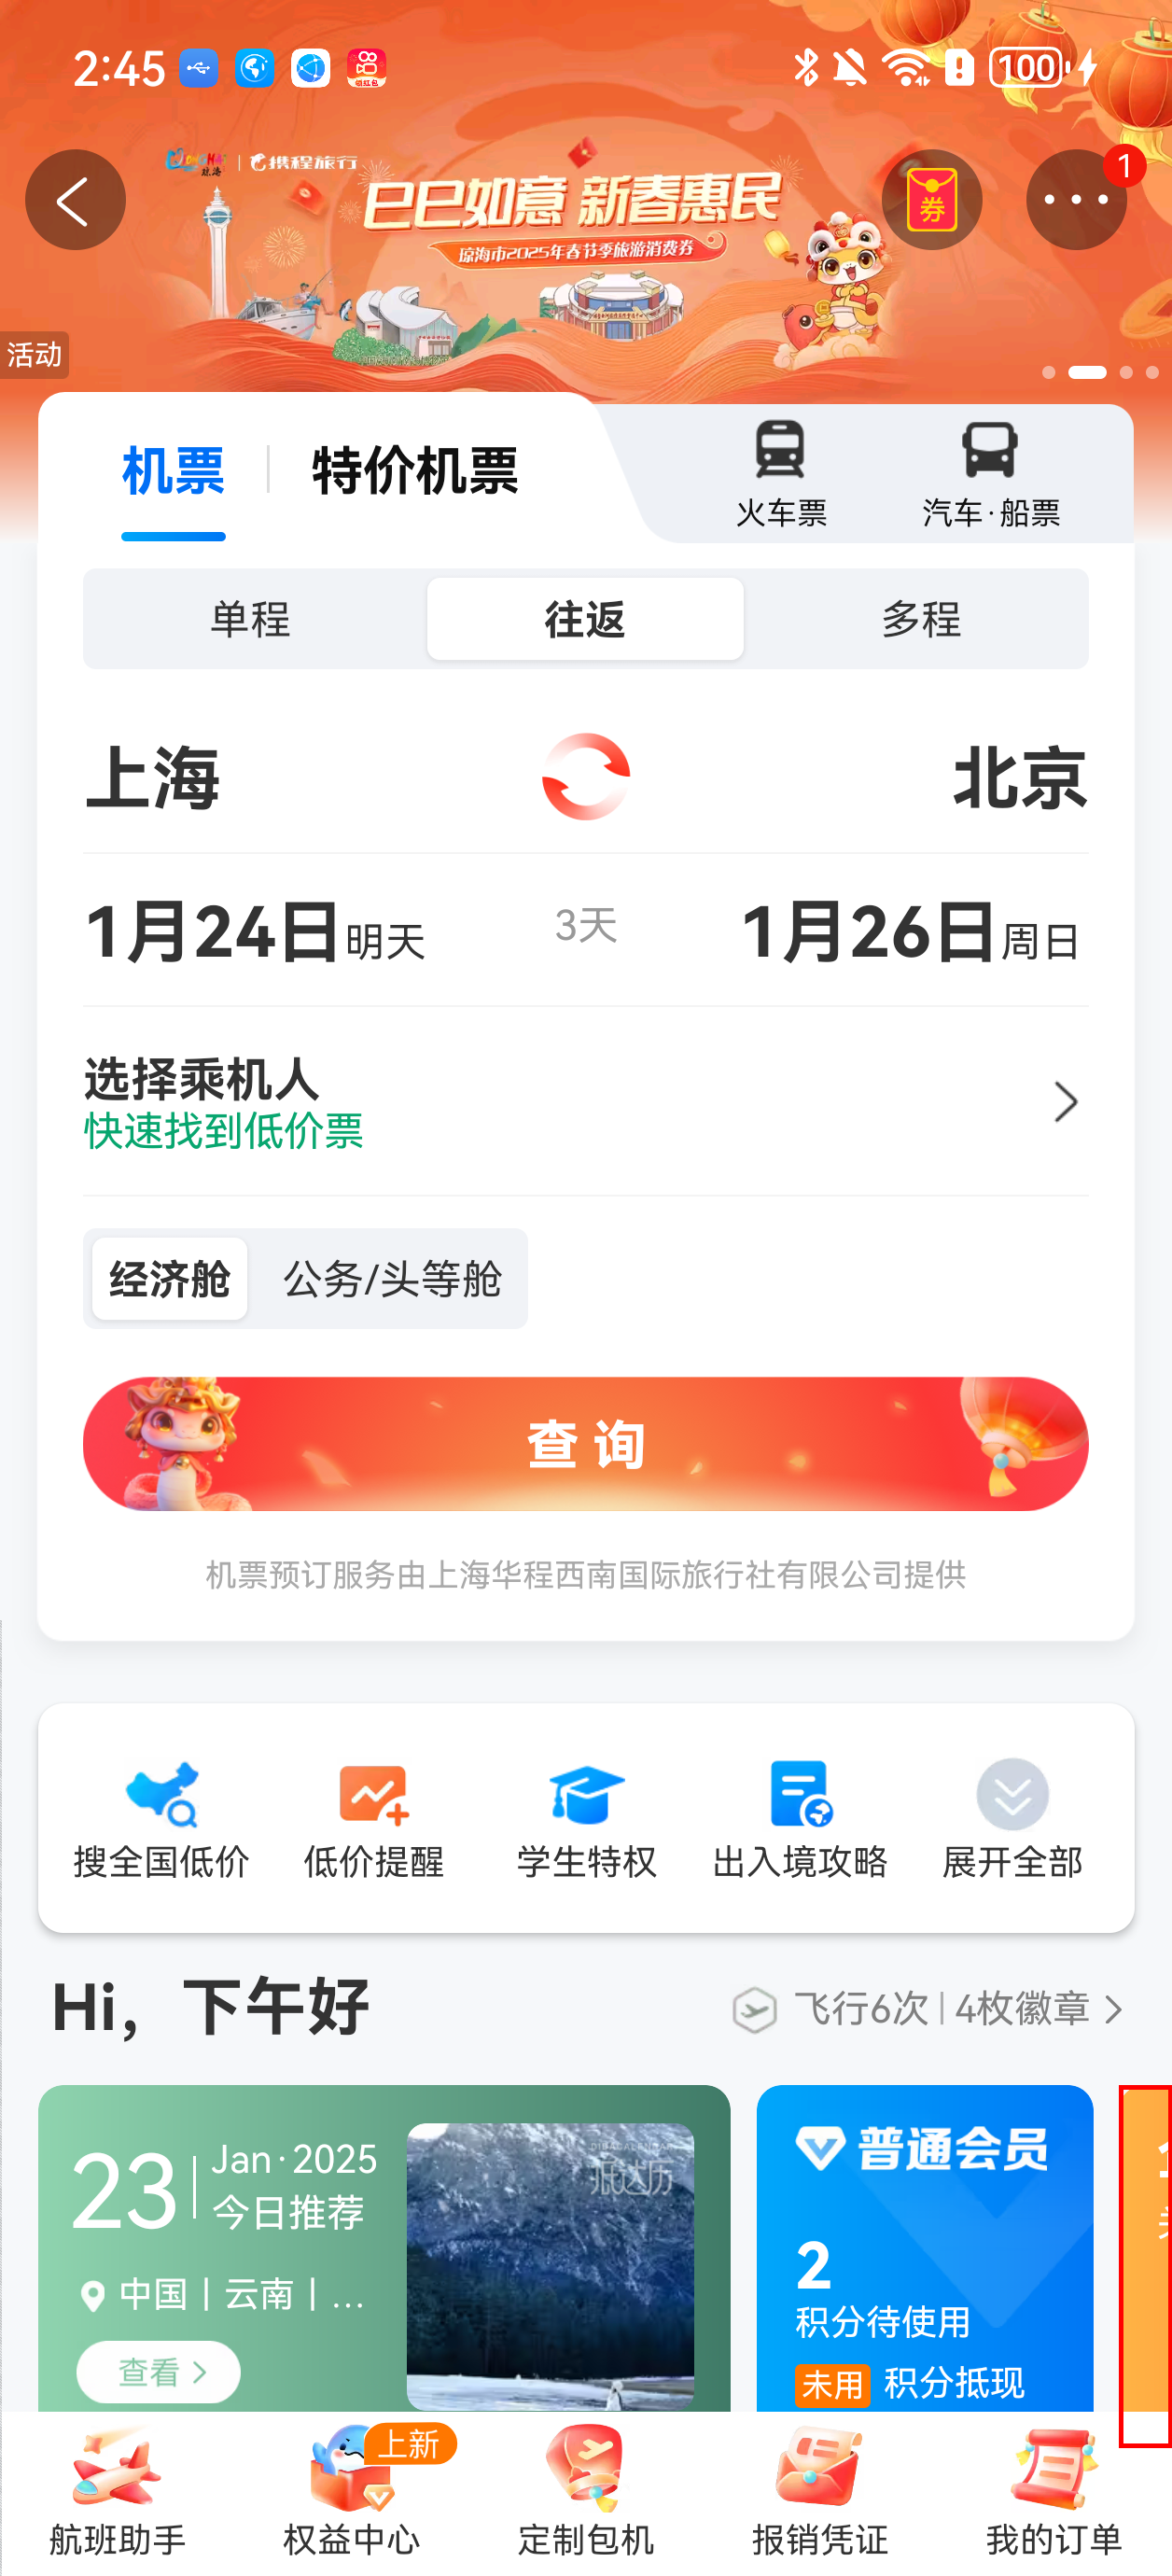 2:45
100
携程旅行
巳巳如意 新春惠民
琼海市2025年春节季旅游消费券
券
1
活动
机票
特价机票
火车票
汽车·船票
单程
往返
多程
上海
北京
1月24日明天
3天
1月26日周日
选择乘机人
快速找到低价票
经济舱
公务/头等舱
查询
机票预订服务由上海华程西南国际旅行社有限公司提供
搜全国低价
低价提醒
学生特权
出入境攻略
展开全部
Hi，下午好
飞行6次
4枚徽章
23
Jan·2025
今日推荐
中国丨云南丨...
查看
普通会员
2
积分待使用
未用 积分抵现
上新
航班助手
权益中心
定制包机
报销凭证
我的订单